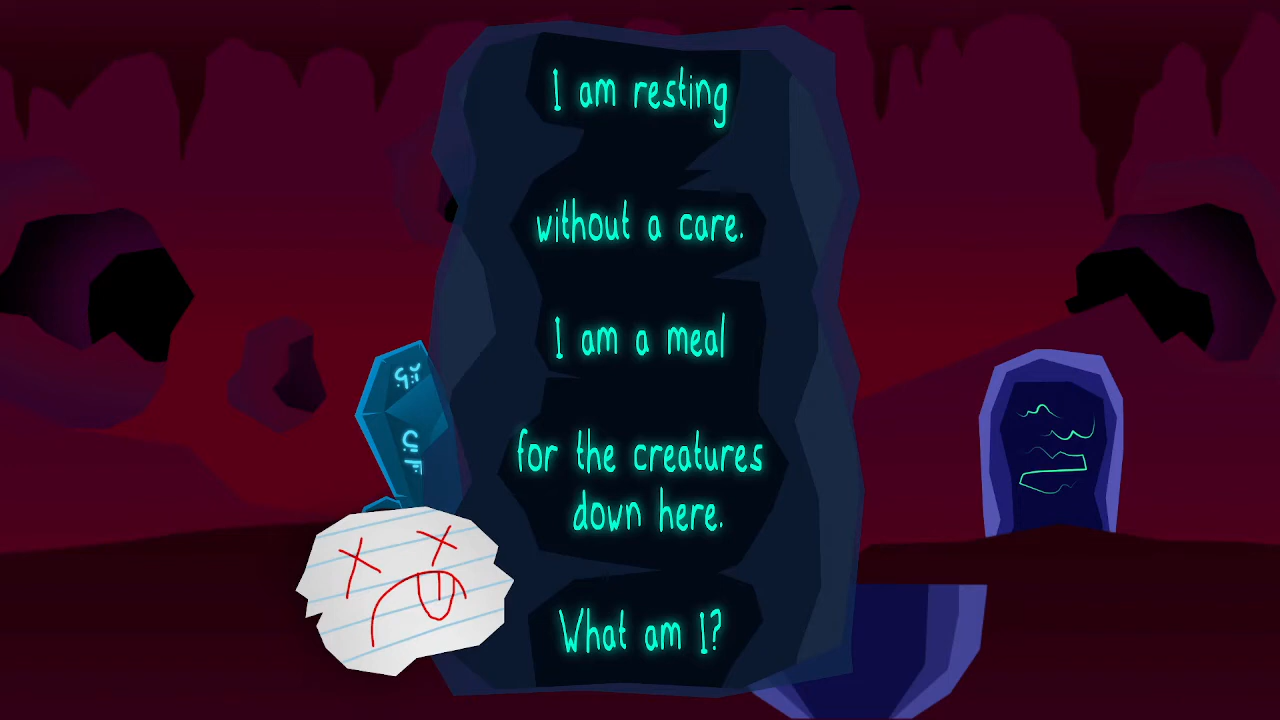 I am resting
without a care.
I am a meal
for the creatures
down here.
What am I?